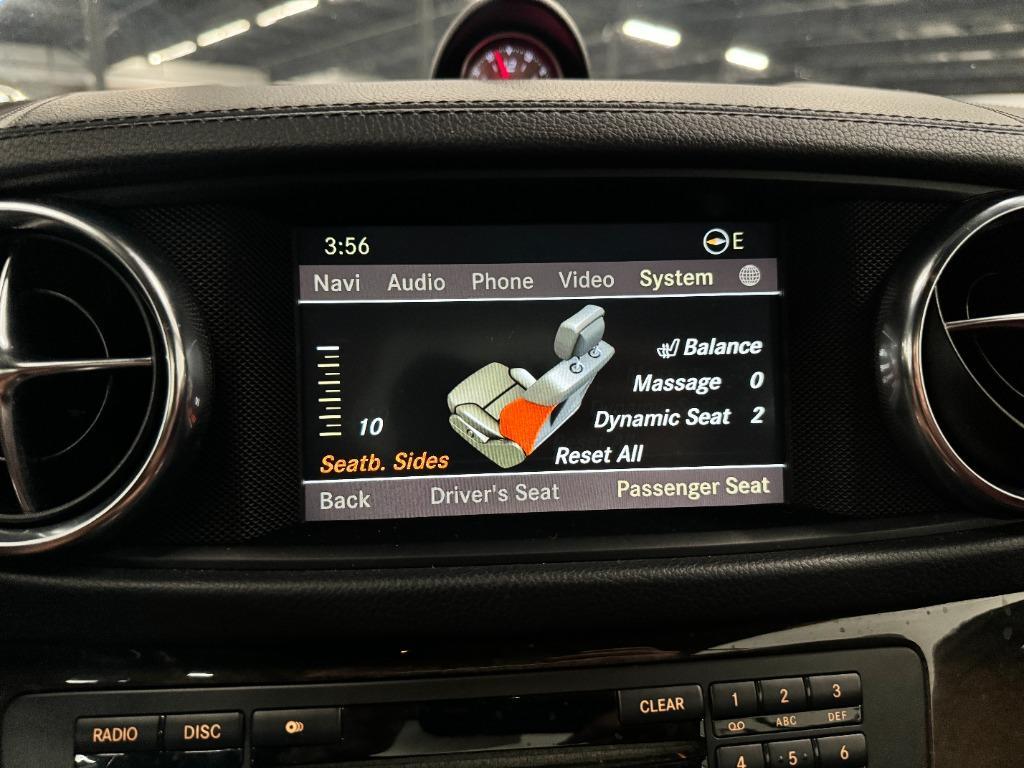 3:56 E
Navi Audio Phone Video System
Balance
Massage 0
10 Dynamic Seat 2
Seatb. Sides Reset All
Back Driver's Seat Passenger Seat
RADIO DISC CLEAR 1 2 3
ABC DEF
4 5 6